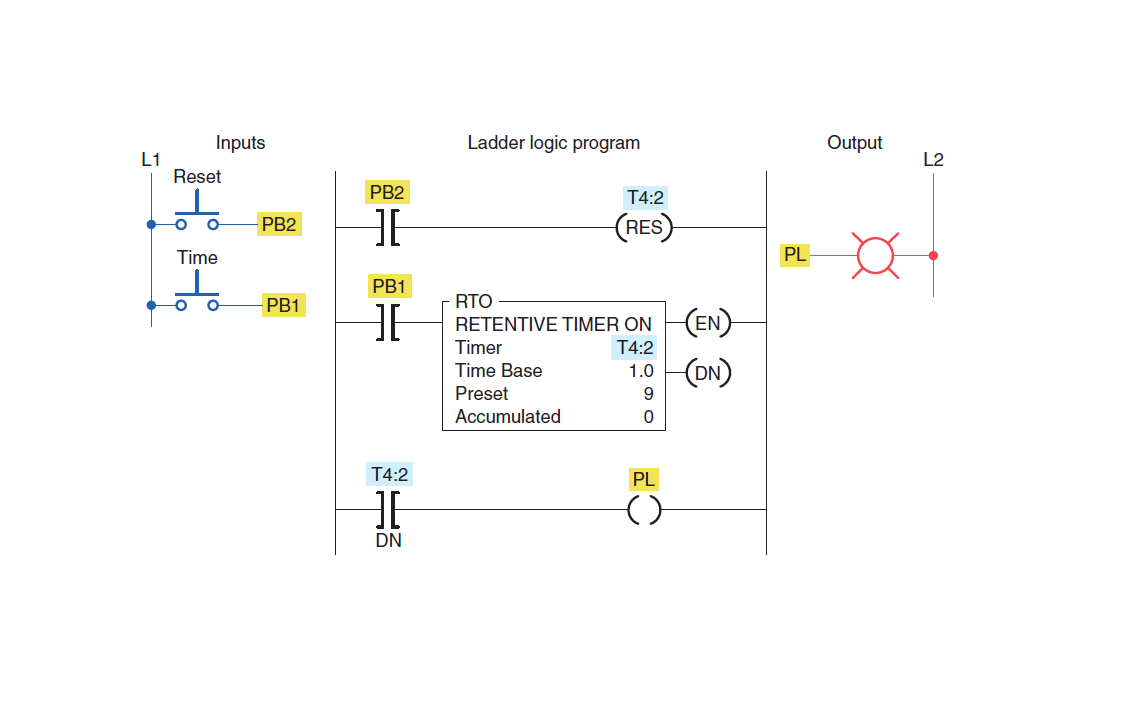 Inputs
Ladder logic program
Output
L1
L2
Reset
PB2
Time
PB1
PB2
T4:2
RES
PB1
RTO
RETENTIVE TIMER ON
Timer T4:2
Time Base 1.0
Preset 9
Accumulated 0
EN
DN
T4:2
DN
PL
PL